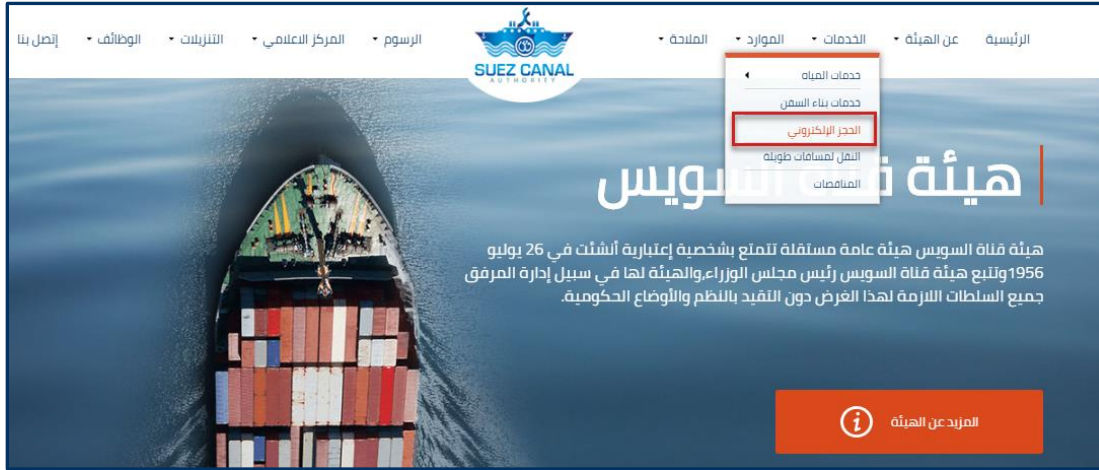 الرئيسية
عن الهيئة
الخدمات
الموارد
الملاحة
SUEZ CANAL
AUTHORITY
الرسوم
المركز الاعلامي
التنزيلات
الوظائف
إتصل بنا
خدمات المياه
خدمات بناء السفن
الحجز الإلكتروني
النقل لمسافات طويلة
المناقصات
هيئة قناة السويس
هيئة قناة السويس هيئة عامة مستقلة تتمتع بشخصية إعتبارية أنشئت في 26 يوليو
1956وتتبع هيئة قناة السويس رئيس مجلس الوزراء,والهيئة لها في سبيل إدارة المرفق
جميع السلطات اللازمة لهذا الغرض دون التقيد بالنظم والأوضاع الحكومية.
المزيد عن الهيئة